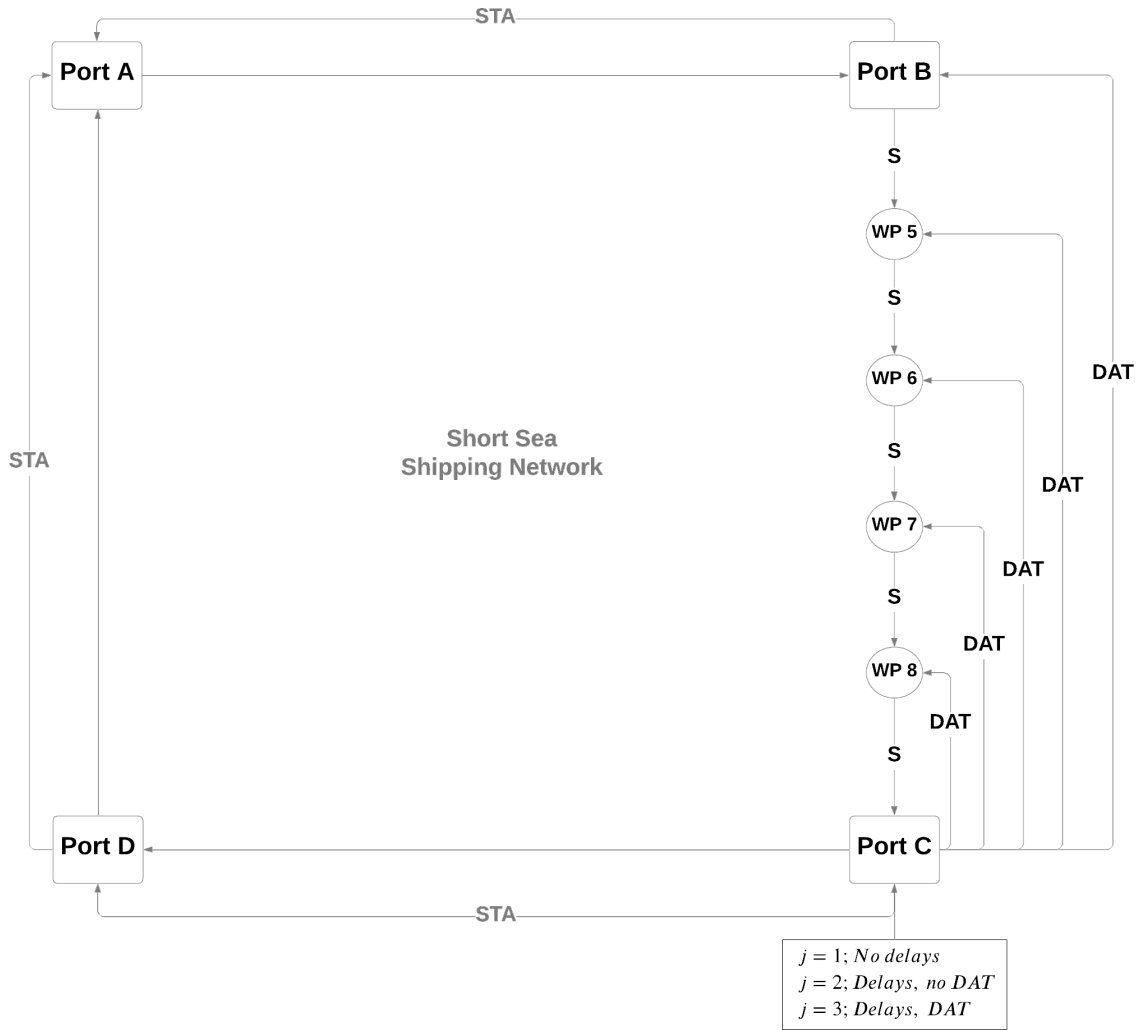 STA
Port A
Port B
S
WP 5
S
WP 6
DAT
Short Sea
Shipping Network
S
STA
DAT
WP 7
DAT
S
DAT
WP 8
DAT
S
Port D
Port C
STA
j = 1; No delays
j = 2; Delays, no DAT
j = 3; Delays, DAT